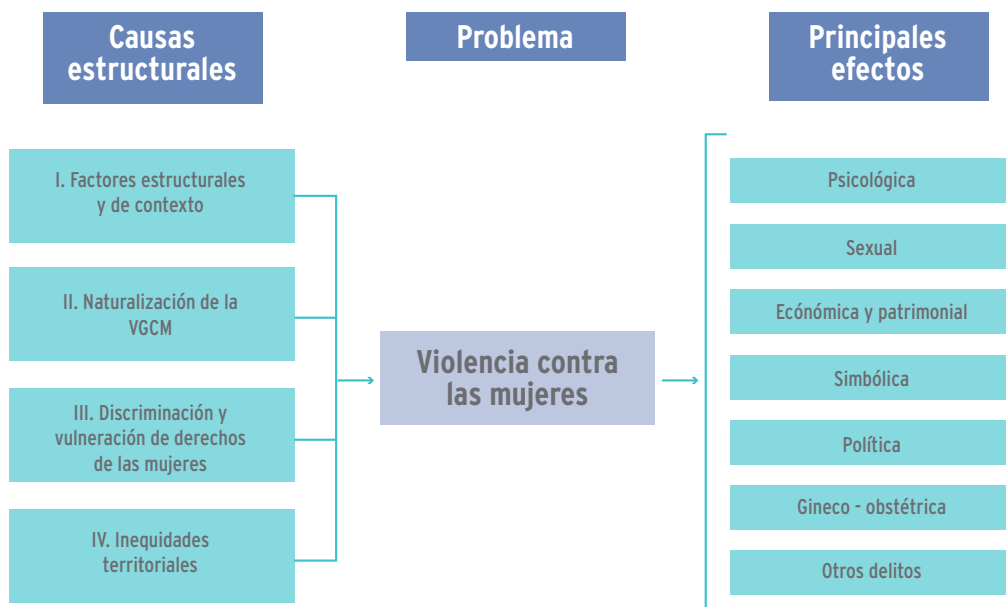 Causas
estructurales
Problema
Principales
efectos
I. Factores estructurales
y de contexto
II. Naturalización de la
VGCM
III. Discriminación y
vulneración de derechos
de las mujeres
IV. Inequidades
territoriales
Violencia contra
las mujeres
Psicológica
Sexual
Ecónómica y patrimonial
Simbólica
Política
Gineco - obstétrica
Otros delitos